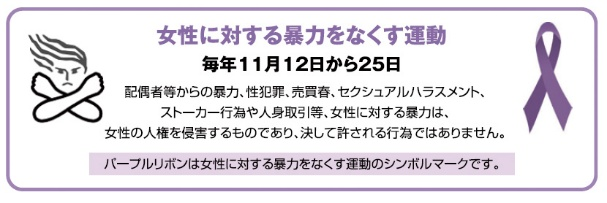 女性に対する暴力をなくす運動
毎年11月12日から25日
配偶者等からの暴力、性犯罪、売買春、セクシュアルハラスメント、
ストーカー行為や人身取引等、女性に対する暴力は、
女性の人権を侵害するものであり、決して許される行為ではありません。
パープルリボンは女性に対する暴力をなくす運動のシンボルマークです。